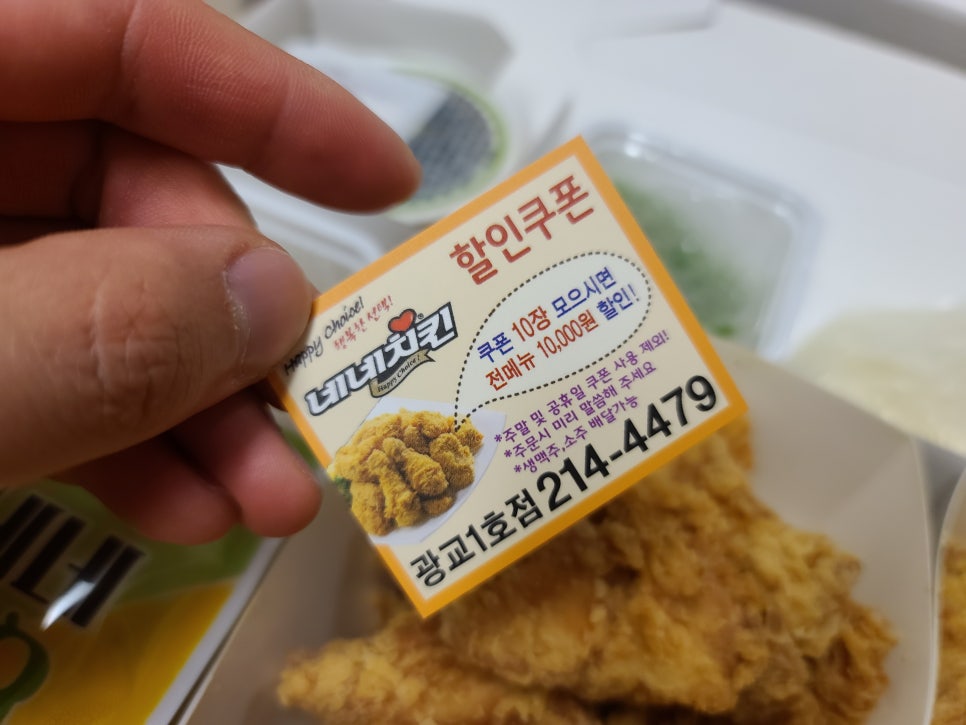 할인쿠폰
Happy Choice!
행복한 선택!
네네치킨
Happy Choice!
쿠폰 10장 모으시면
전메뉴 10,000원 할인!
*주말 및 공휴일 쿠폰 사용 제외!
*주문시 미리 말씀해 주세요
*생맥주,소주 배달가능
광교1호점 214-4479
네네